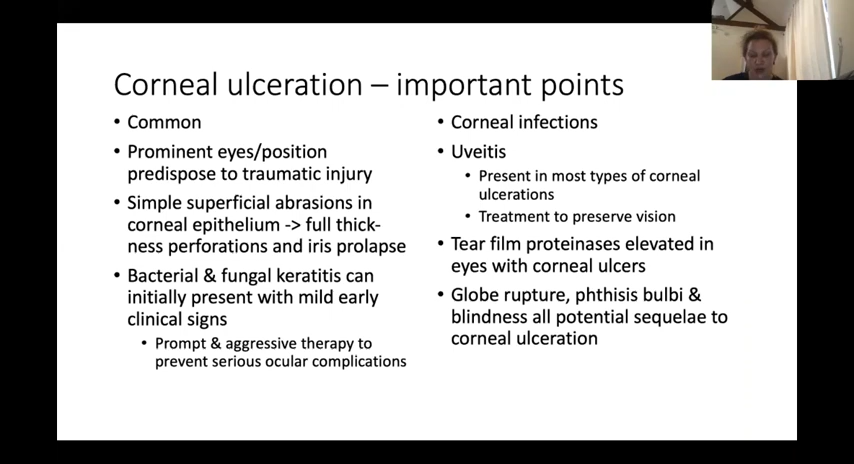 Corneal ulceration – important points
• Common
• Prominent eyes/position
predispose to traumatic injury
• Simple superficial abrasions in
corneal epithelium -> full thick-
ness perforations and iris prolapse
• Bacterial & fungal keratitis can
initially present with mild early
clinical signs
• Prompt & aggressive therapy to
prevent serious ocular complications
• Corneal infections
• Uveitis
• Present in most types of corneal
ulcerations
• Treatment to preserve vision
• Tear film proteinases elevated in
eyes with corneal ulcers
• Globe rupture, phthisis bulbi &
blindness all potential sequelae to
corneal ulceration